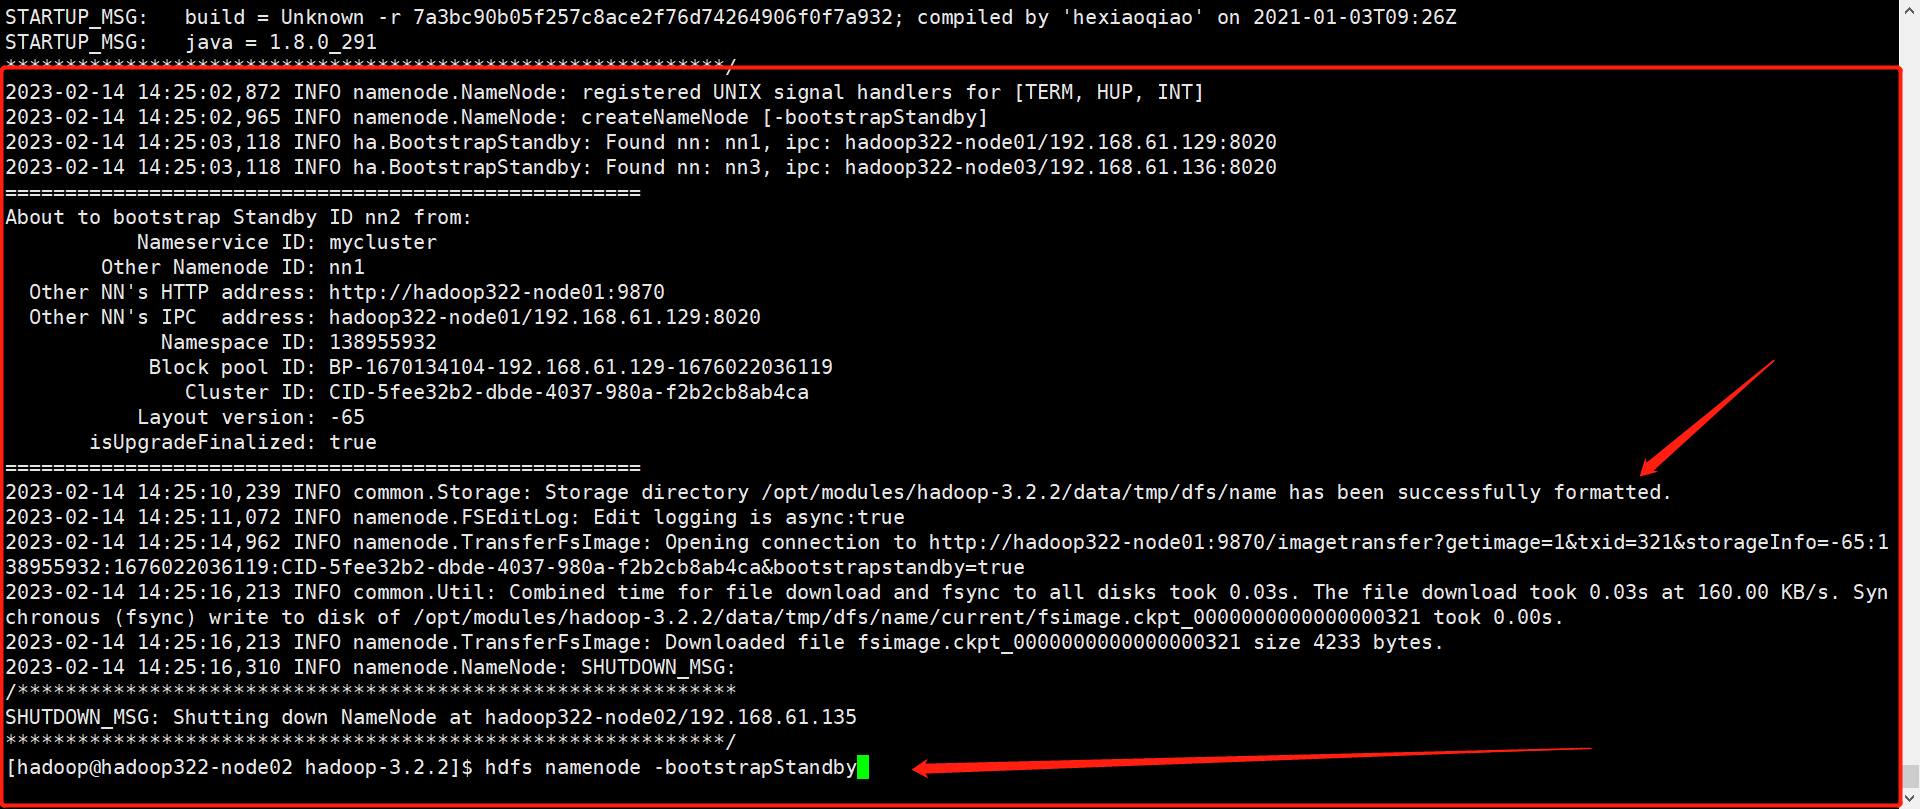 STARTUP_MSG:   build = Unknown -r 7a3bc90b05f257c8ace2f76d74264906f0f7a932; compiled by 'hexiaoqiao' on 2021-01-03T09:26Z
STARTUP_MSG:   java = 1.8.0_291
************************************************************/
2023-02-14 14:25:02,872 INFO namenode.NameNode: registered UNIX signal handlers for [TERM, HUP, INT]
2023-02-14 14:25:02,965 INFO namenode.NameNode: createNameNode [-bootstrapStandby]
2023-02-14 14:25:03,118 INFO ha.BootstrapStandby: Found nn: nn1, ipc: hadoop322-node01/192.168.61.129:8020
2023-02-14 14:25:03,118 INFO ha.BootstrapStandby: Found nn: nn3, ipc: hadoop322-node03/192.168.61.136:8020
=====================================================
About to bootstrap Standby ID nn2 from:
           Nameservice ID: mycluster
        Other Namenode ID: nn1
  Other NN's HTTP address: http://hadoop322-node01:9870
  Other NN's IPC  address: hadoop322-node01/192.168.61.129:8020
             Namespace ID: 138955932
            Block pool ID: BP-1670134104-192.168.61.129-1676022036119
               Cluster ID: CID-5fee32b2-dbde-4037-980a-f2b2cb8ab4ca
           Layout version: -65
       isUpgradeFinalized: true
=====================================================
2023-02-14 14:25:10,239 INFO common.Storage: Storage directory /opt/modules/hadoop-3.2.2/data/tmp/dfs/name has been successfully formatted.
2023-02-14 14:25:11,072 INFO namenode.FSEditLog: Edit logging is async:true
2023-02-14 14:25:14,962 INFO namenode.TransferFsImage: Opening connection to http://hadoop322-node01:9870/imagetransfer?getimage=1&txid=321&storageInfo=-65:1
38955932:1676022036119:CID-5fee32b2-dbde-4037-980a-f2b2cb8ab4ca&bootstrapstandby=true
2023-02-14 14:25:16,213 INFO common.Util: Combined time for file download and fsync to all disks took 0.03s. The file download took 0.03s at 160.00 KB/s. Syn
chronous (fsync) write to disk of /opt/modules/hadoop-3.2.2/data/tmp/dfs/name/current/fsimage.ckpt_0000000000000000321 took 0.00s.
2023-02-14 14:25:16,213 INFO namenode.TransferFsImage: Downloaded file fsimage.ckpt_0000000000000000321 size 4233 bytes.
2023-02-14 14:25:16,310 INFO namenode.NameNode: SHUTDOWN_MSG:
/************************************************************
SHUTDOWN_MSG: Shutting down NameNode at hadoop322-node02/192.168.61.135
************************************************************/
[hadoop@hadoop322-node02 hadoop-3.2.2]$ hdfs namenode -bootstrapStandby